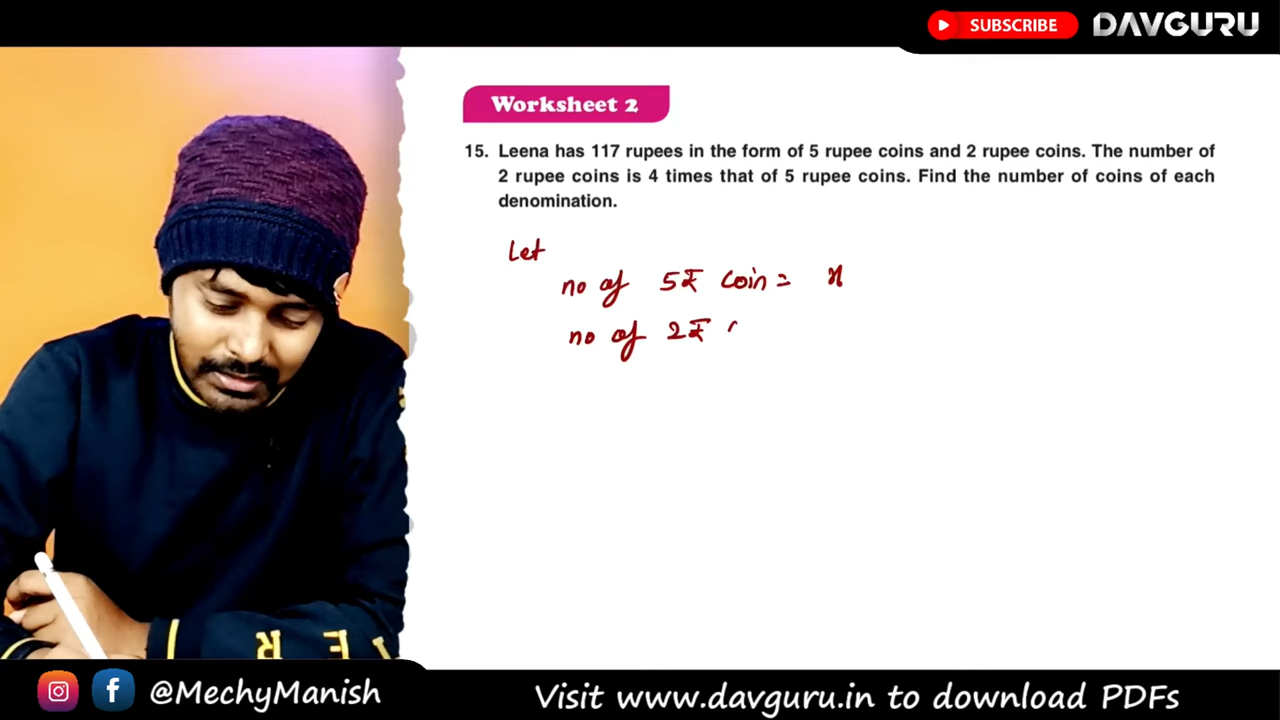 SUBSCRIBE DAVGURU
Worksheet 2
15. Leena has 117 rupees in the form of 5 rupee coins and 2 rupee coins. The number of
2 rupee coins is 4 times that of 5 rupee coins. Find the number of coins of each
denomination.
Let
no of 5₹ coin = x
no of 2₹ c
@MechyManish
Visit www.davguru.in to download PDFs